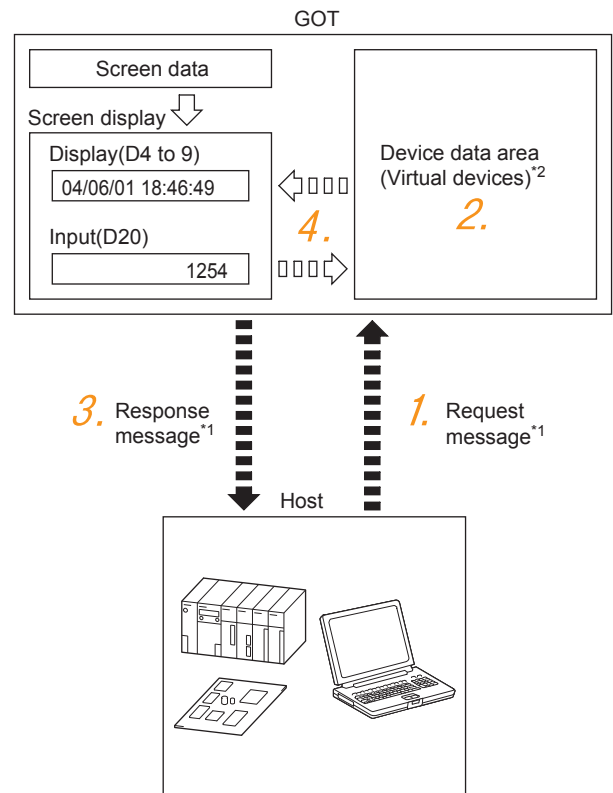 GOT
Screen data
Screen display
Display(D4 to 9)
04/06/01 18:46:49
Input(D20)
1254
Device data area
(Virtual devices)*2
2.
4.
3.
Response
message*1
1.
Request
message*1
Host